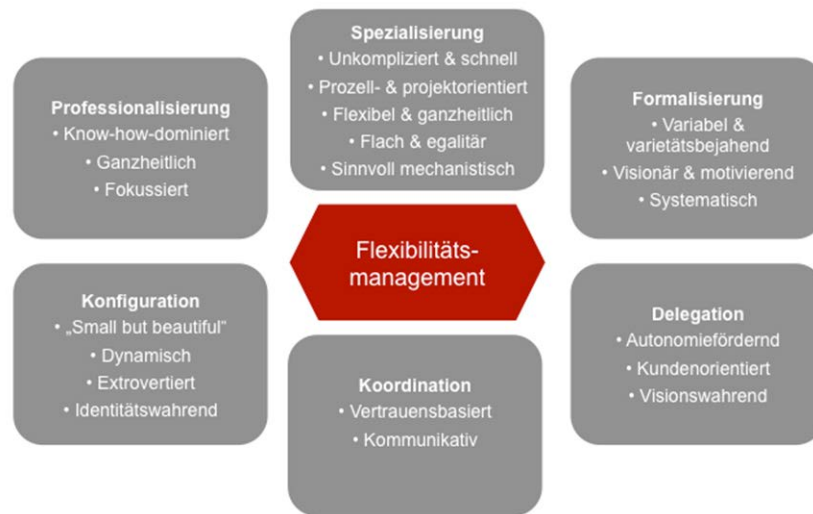 Spezialisierung
• Unkompliziert & schnell
• Prozell- & projektorientiert
• Flexibel & ganzheitlich
• Flach & egalitär
• Sinnvoll mechanistisch
Professionalisierung
• Know-how-dominiert
• Ganzheitlich
• Fokussiert
Formalisierung
• Variabel &
varietätsbejahend
• Visionär & motivierend
• Systematisch
Flexibilitäts-
management
Konfiguration
• „Small but beautiful“
• Dynamisch
• Extrovertiert
• Identitätswahrend
Koordination
• Vertrauensbasiert
• Kommunikativ
Delegation
• Autonomiefördernd
• Kundenorientiert
• Visionswahrend